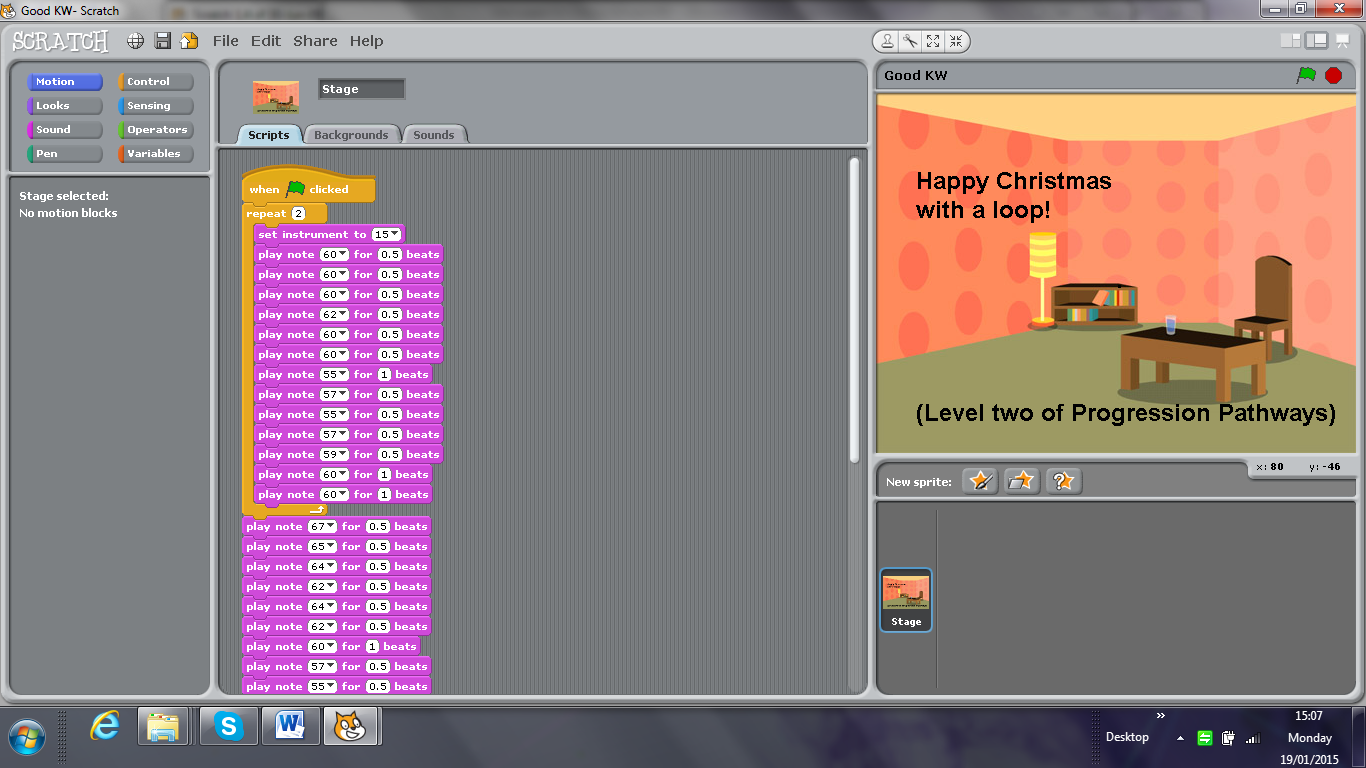 Good KW- Scratch
SCRATCH
File Edit Share Help
Motion Control
Looks Sensing
Sound Operators
Pen Variables
Stage selected:
No motion blocks
Stage
Scripts Backgrounds Sounds
when clicked
repeat 2
set instrument to 15
play note 60 for 0.5 beats
play note 60 for 0.5 beats
play note 60 for 0.5 beats
play note 62 for 0.5 beats
play note 60 for 0.5 beats
play note 60 for 0.5 beats
play note 55 for 1 beats
play note 57 for 0.5 beats
play note 55 for 0.5 beats
play note 57 for 0.5 beats
play note 59 for 0.5 beats
play note 60 for 1 beats
play note 60 for 1 beats
play note 67 for 0.5 beats
play note 65 for 0.5 beats
play note 64 for 0.5 beats
play note 62 for 0.5 beats
play note 64 for 0.5 beats
play note 62 for 0.5 beats
play note 60 for 1 beats
play note 57 for 0.5 beats
play note 55 for 0.5 beats
Good KW
Happy Christmas
with a loop!
(Level two of Progression Pathways)
x: 80 y: -46
New sprite:
Stage
Desktop
15:07
Monday
19/01/2015